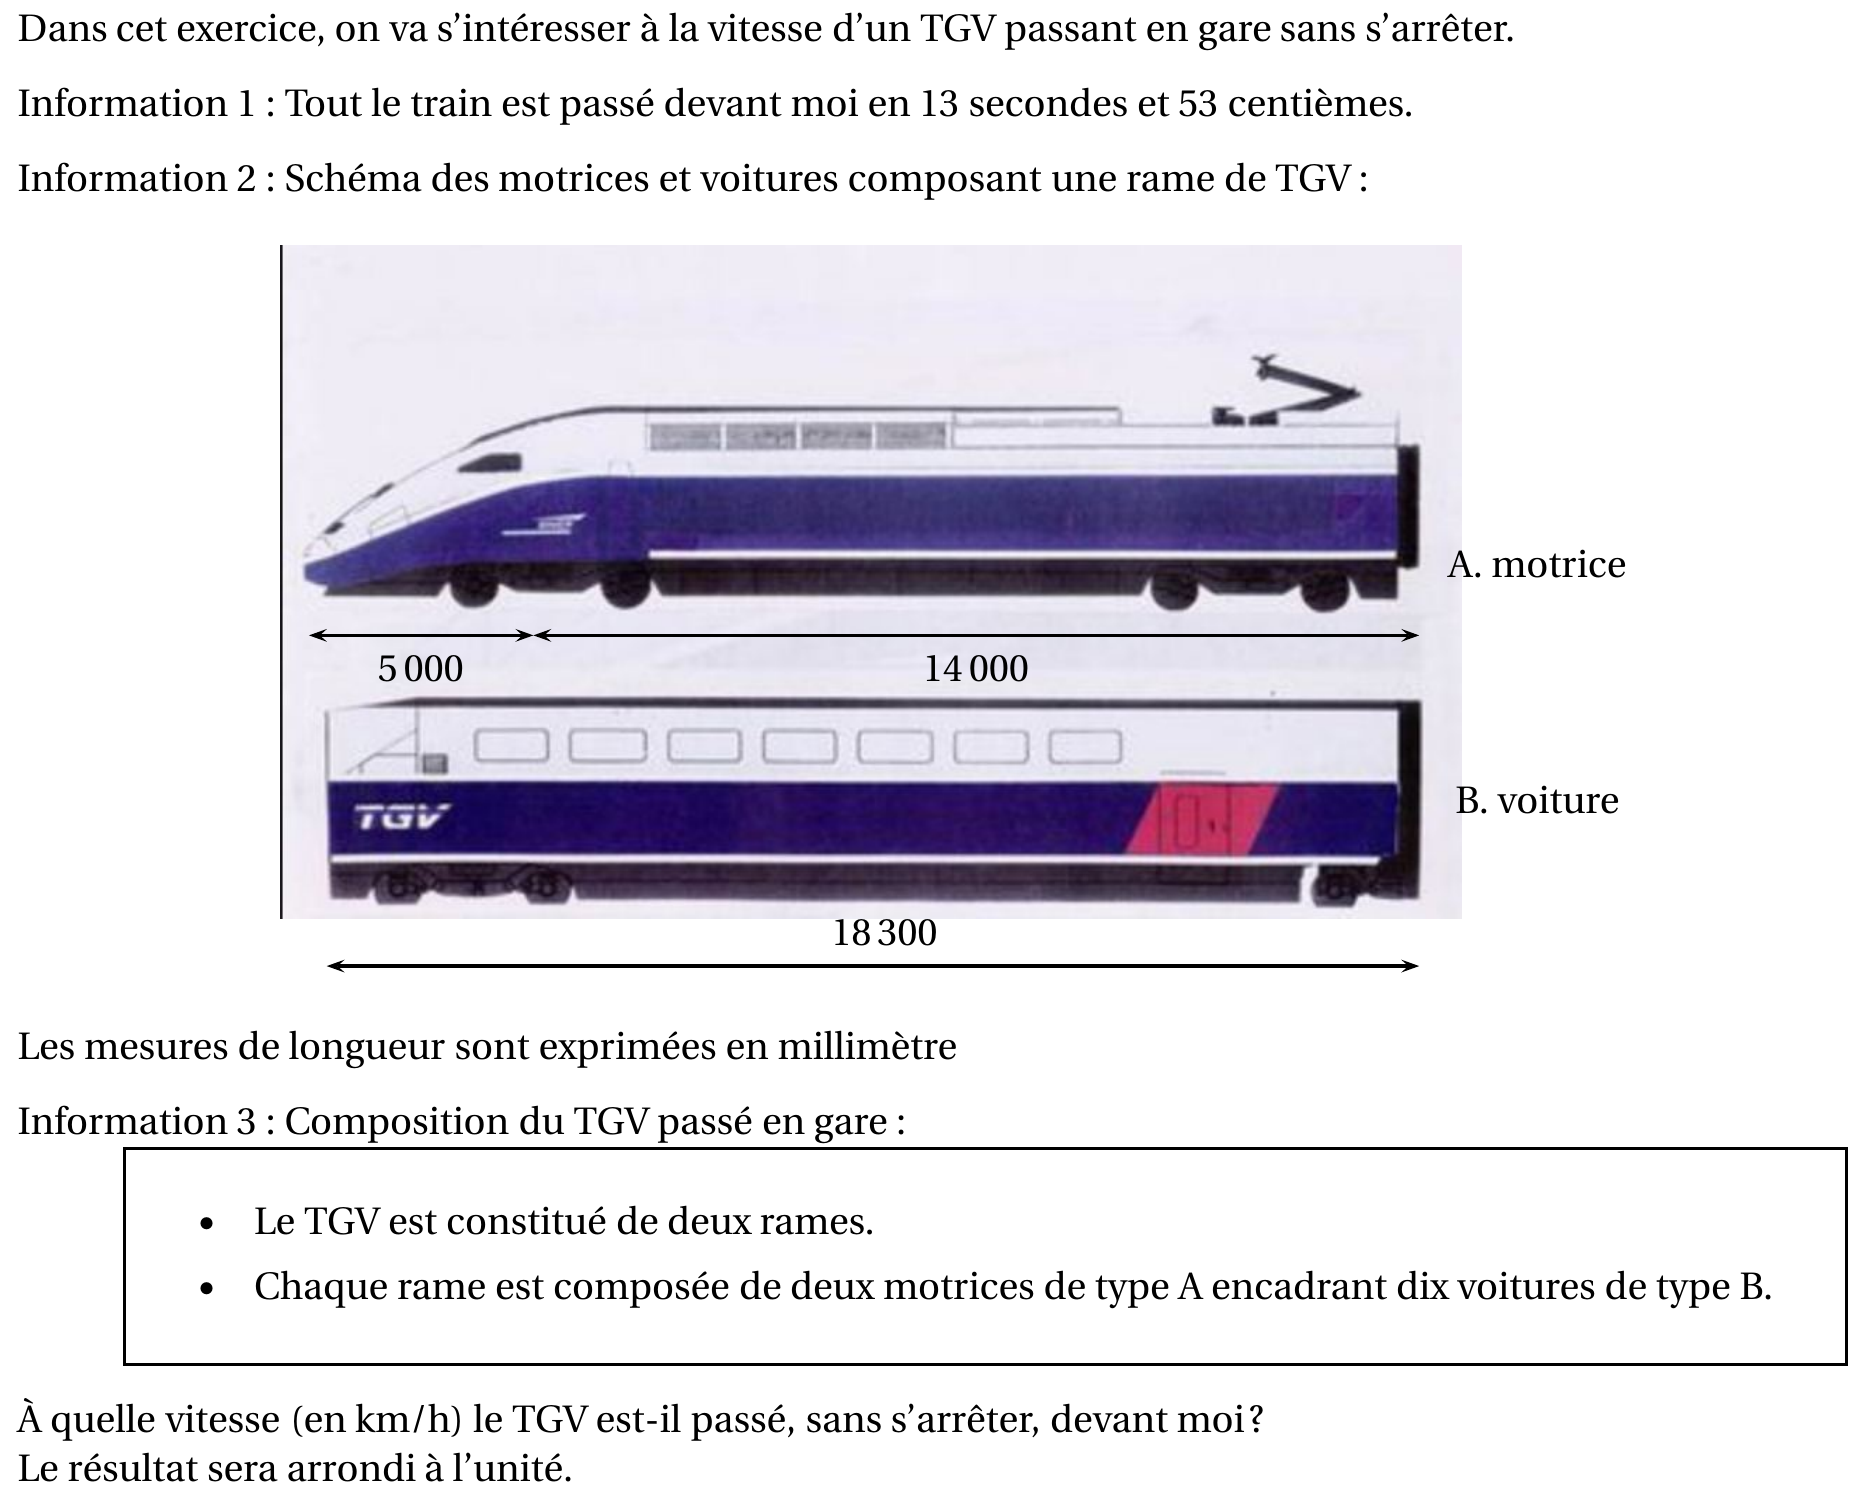 Dans cet exercice, on va s’intéresser à la vitesse d’un TGV passant en gare sans s’arrêter.
Information 1 : Tout le train est passé devant moi en 13 secondes et 53 centièmes.
Information 2 : Schéma des motrices et voitures composant une rame de TGV :
A. motrice
5 000
14 000
TGV
B. voiture
18 300
Les mesures de longueur sont exprimées en millimètre
Information 3 : Composition du TGV passé en gare :
• Le TGV est constitué de deux rames.
• Chaque rame est composée de deux motrices de type A encadrant dix voitures de type B.
À quelle vitesse (en km/h) le TGV est-il passé, sans s’arrêter, devant moi ?
Le résultat sera arrondi à l’unité.